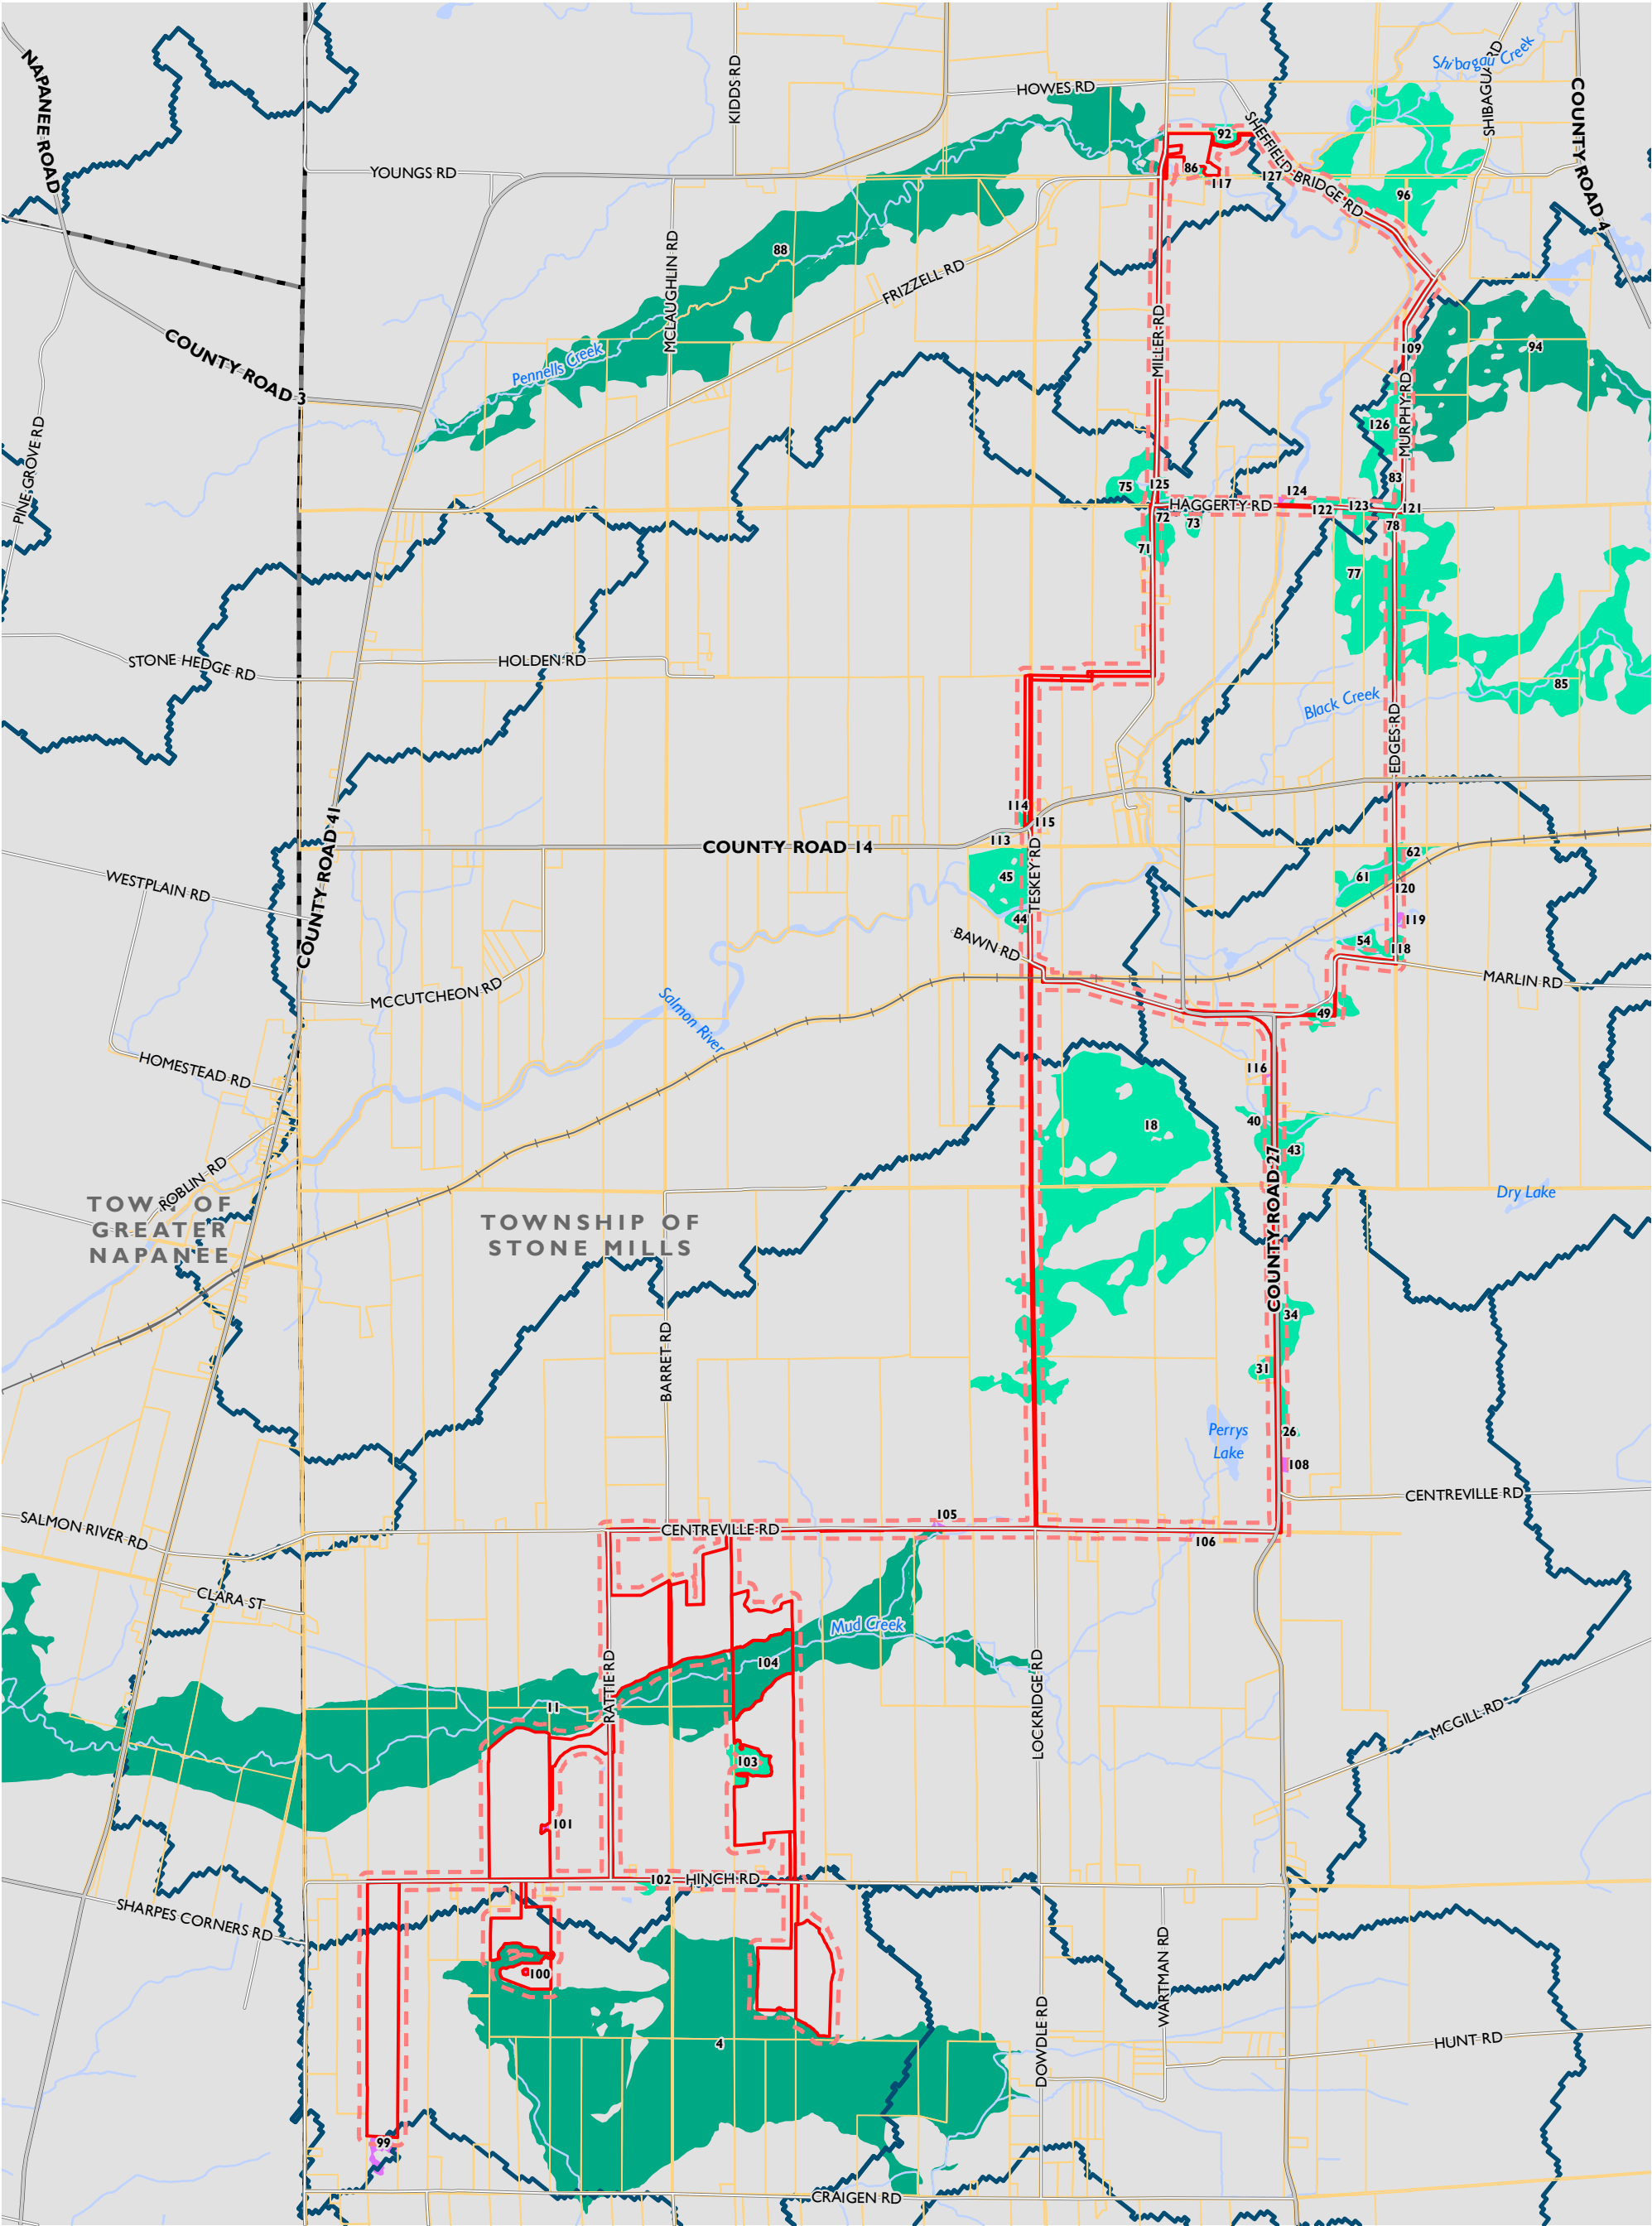 Shibagau Creek
NAPANEE ROAD
KIDDS RD
HOWES RD
SHIBAGUA RD
COUNTY ROAD 4
SHEFFIELD BRIDGE RD
92
YOUNGS RD
86
117
127
96
88
MCLAUGHLIN RD
FRIZZELL RD
COUNTY ROAD 3
Pennells Creek
MILLER RD
109
94
MURPHY RD
126
PINE GROVE RD
75
125
83
124
HAGGERTY RD
122
123
121
72
73
78
71
77
STONE HEDGE RD
HOLDEN RD
85
Black Creek
EDGES RD
114
115
113
COUNTY ROAD 14
COUNTY ROAD 41
62
TESKEY RD
45
61
120
WESTPLAIN RD
44
119
BAWN RD
54
118
MARLIN RD
MCCUTCHEON RD
49
Salmon River
HOMESTEAD RD
116
40
18
43
ROBLIN RD
COUNTY ROAD 27
Dry Lake
TOWN OF
GREATER
NAPANEE
TOWNSHIP OF
STONE MILLS
34
BARRET RD
31
Perrys
Lake
26
108
CENTREVILLE RD
105
SALMON RIVER RD
CENTREVILLE RD
106
CLARA ST
Mud Creek
104
RATTIE RD
LOCKRIDGE RD
11
MCGILL RD
103
101
102
HINCH RD
SHARPES CORNERS RD
WARTMAN RD
100
4
DOWDLE RD
HUNT RD
99
CRAIGEN RD